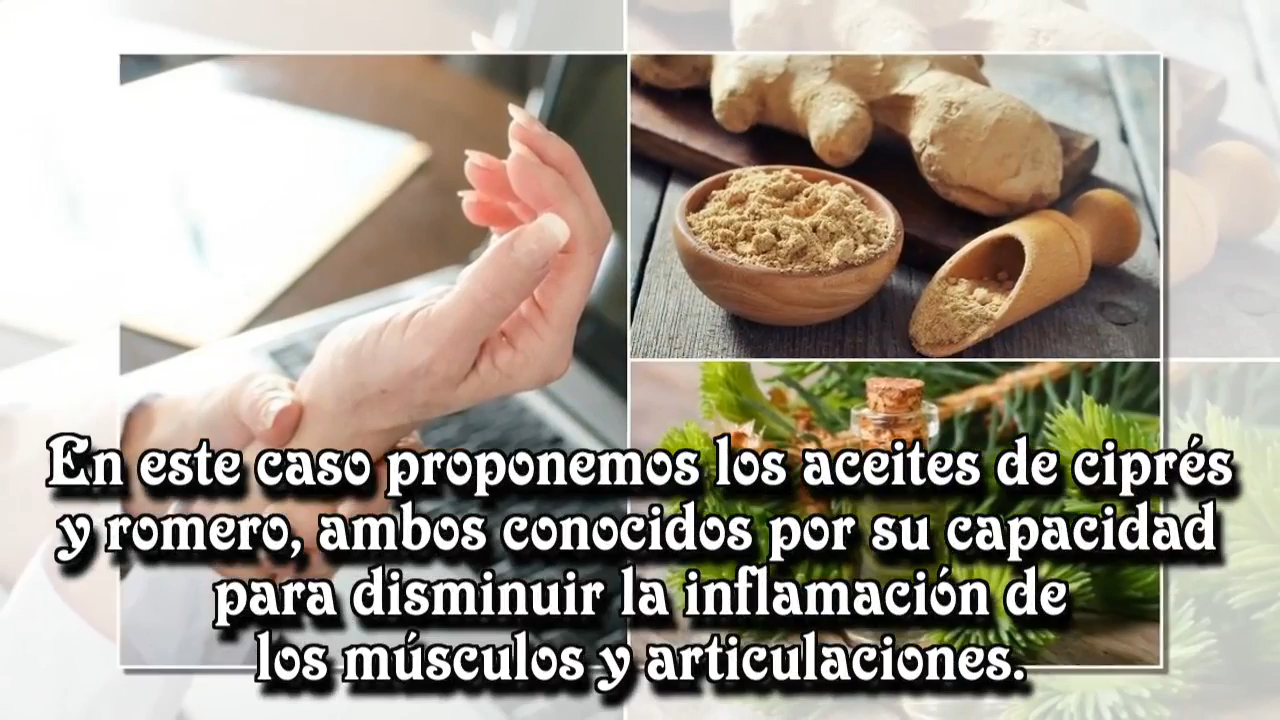 En este caso proponemos los aceites de ciprés
y romero, ambos conocidos por su capacidad
para disminuir la inflamación de
los músculos y articulaciones.